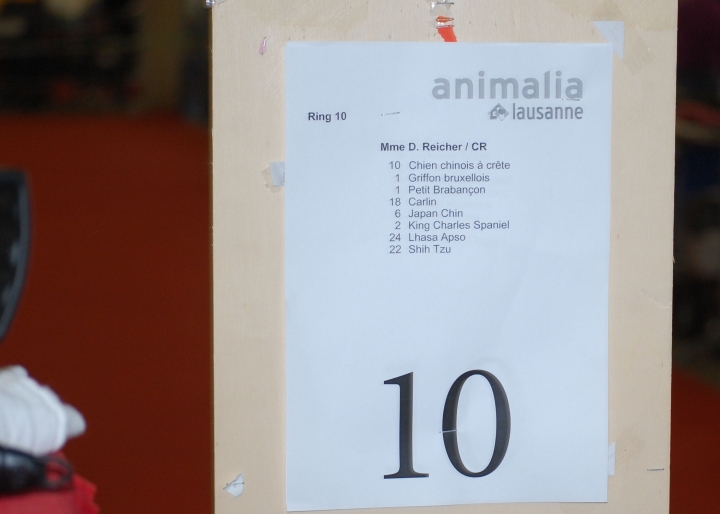 animalia
lausanne
Ring 10
Mme D. Reicher / CR
10 Chien chinois à crête
1 Griffon bruxellois
1 Petit Brabançon
18 Carlin
6 Japan Chin
2 King Charles Spaniel
24 Lhasa Apso
22 Shih Tzu
10